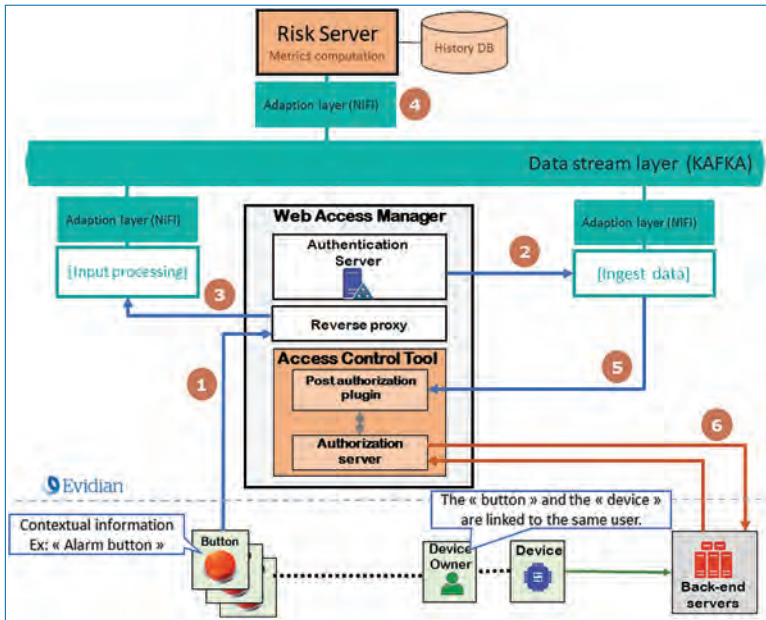 Risk Server
Metrics computation
History DB
Adaption layer (NIFI)
4
Data stream layer (KAFKA)
Adaption layer (NiFI)
Web Access Manager
Adaption layer (NIFI)
Authentication
Server
2
[Input processing]
[Ingest data]
3
Reverse proxy
1
Access Control Tool
5
Post authorization
plugin
6
Authorization
server
Evidian
The « button » and the « device »
are linked to the same user.
Contextual information
Ex: « Alarm button »
Button
Device
Owner
Device
Back-end
servers